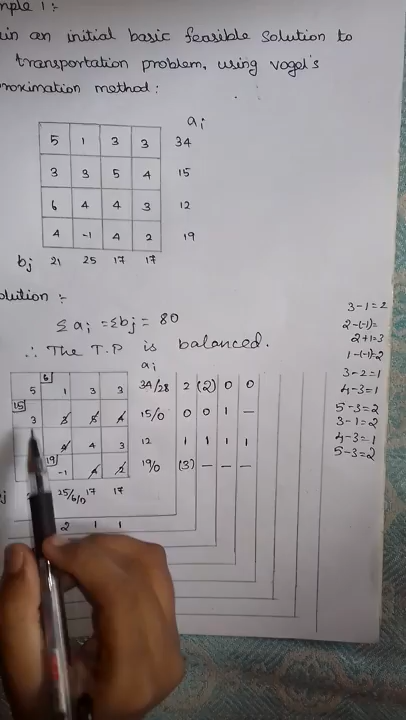 mple 1 :-
in an initial basic feasible solution to
transportation problem, using vogel's
roximation method :
ai
5 1 3 3 34
3 3 5 4 15
6 4 4 3 12
4 -1 4 2 19
bj 21 25 17 17
olution :-
Σai = Σbj = 80
∴ The T.P is balanced.
3-1=2
2-(-1)=
2+1=3
1-(-1)=2
3-2=1
4-3=1
5-3=2
3-1=2
4-3=1
5-3=2
ai
6
5 1 3 3 34/28 2 (2) 0 0
15
3 3 5 4 15/0 0 0 1 -
4 4 3 12 1 1 1 1
19
-1 4 2 19/0 (3) - - -
j 25/6/0 17 17
2 1 1